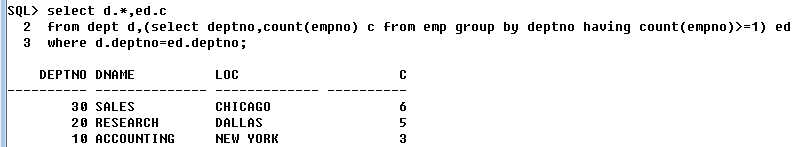 SQL> select d.*,ed.c
  2  from dept d,(select deptno,count(empno) c from emp group by deptno having count(empno)>=1) ed
  3  where d.deptno=ed.deptno;

    DEPTNO DNAME          LOC                    C
---------- -------------- ------------- ----------
        30 SALES          CHICAGO                6
        20 RESEARCH       DALLAS                 5
        10 ACCOUNTING     NEW YORK               3